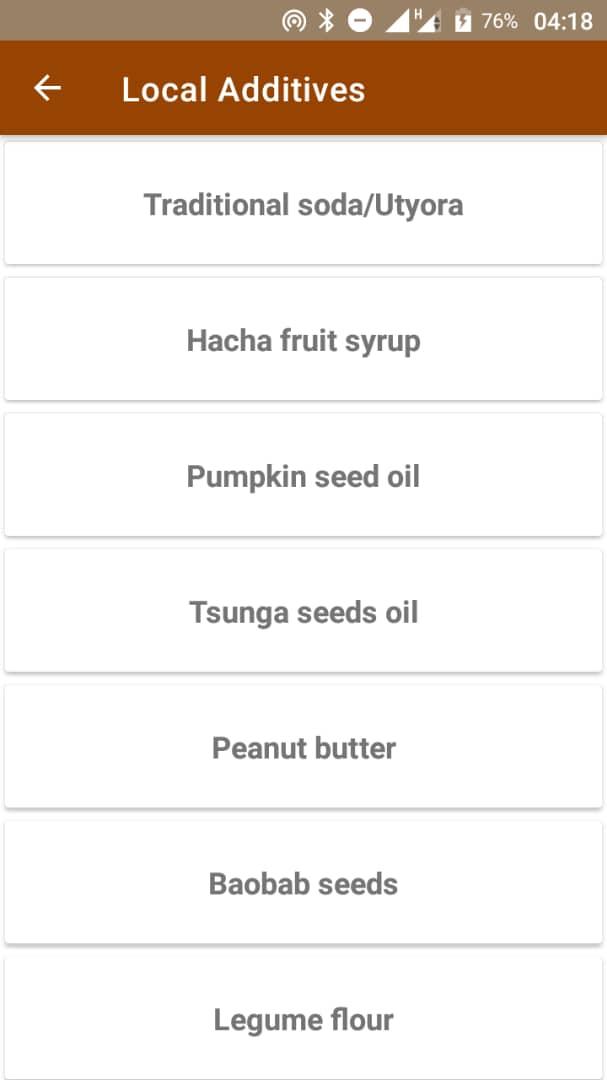 H
76% 04:18
Local Additives
Traditional soda/Utyora
Hacha fruit syrup
Pumpkin seed oil
Tsunga seeds oil
Peanut butter
Baobab seeds
Legume flour